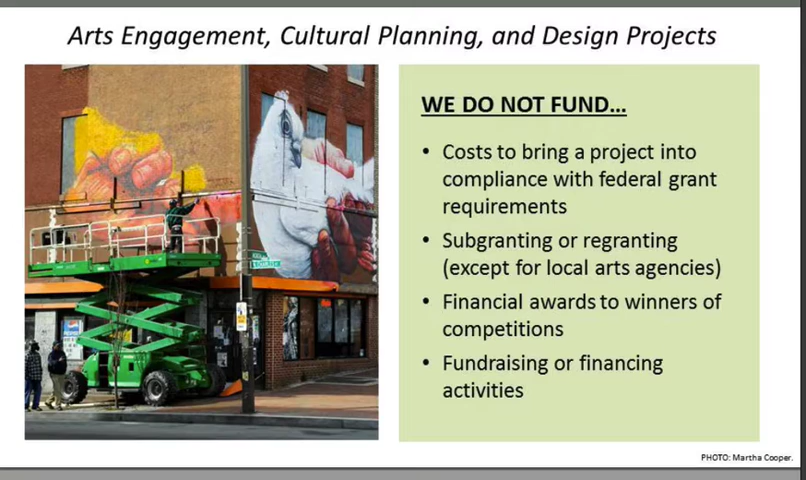 Arts Engagement, Cultural Planning, and Design Projects
WE DO NOT FUND...
• Costs to bring a project into
compliance with federal grant
requirements
• Subgranting or regranting
(except for local arts agencies)
• Financial awards to winners of
competitions
• Fundraising or financing
activities
PHOTO: Martha Cooper.